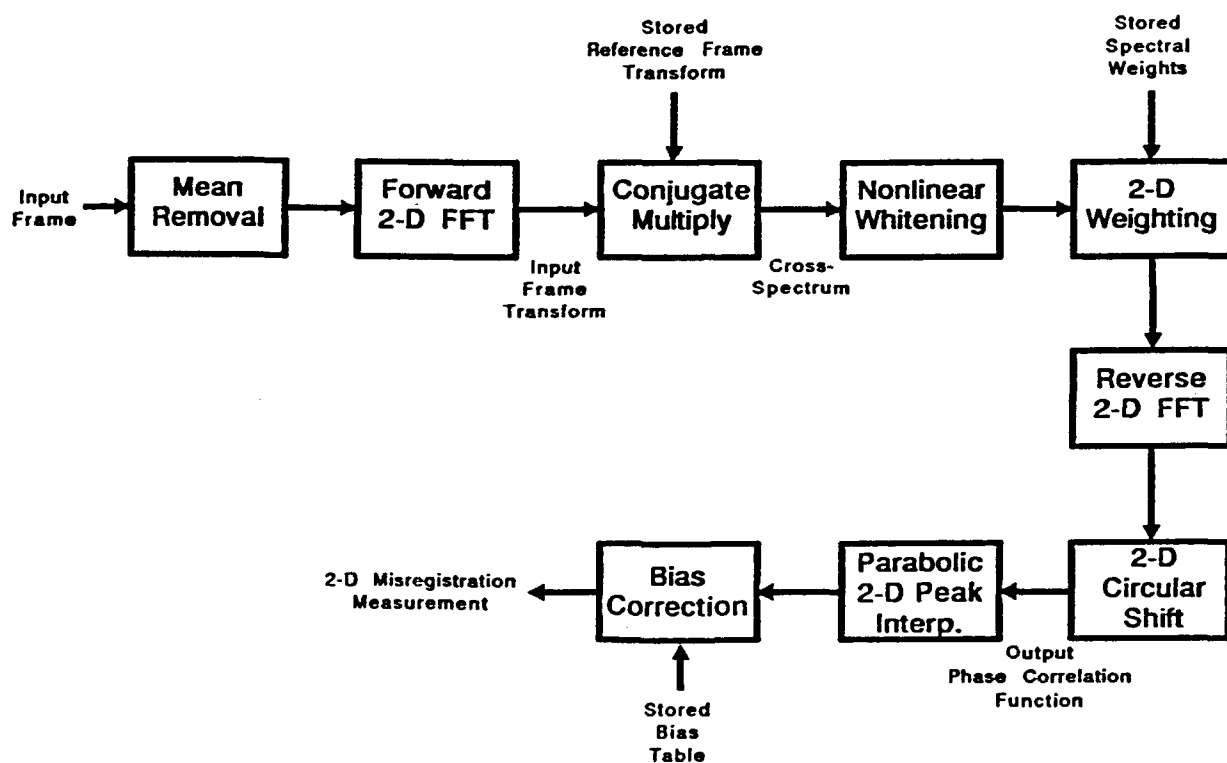 Stored
Reference Frame
Transform
Stored
Spectral
Weights
Input
Frame
Mean
Removal
Forward
2-D FFT
Conjugate
Multiply
Nonlinear
Whitening
2-D
Weighting
Input
Frame
Transform
Cross-
Spectrum
Reverse
2-D FFT
2-D
Circular
Shift
Output
Phase Correlation
Function
Parabolic
2-D Peak
Interp.
Bias
Correction
Stored
Bias
Table
2-D Misregistration
Measurement